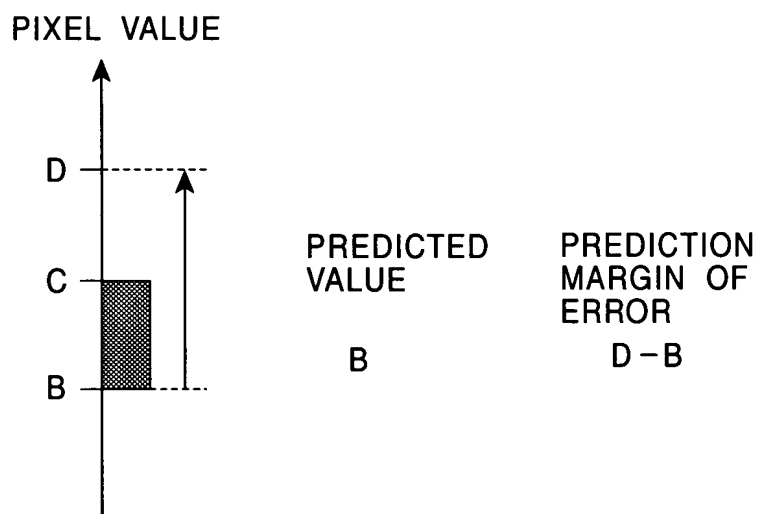 PIXEL VALUE
D
C
B
PREDICTED
VALUE
B
PREDICTION
MARGIN OF
ERROR
D-B